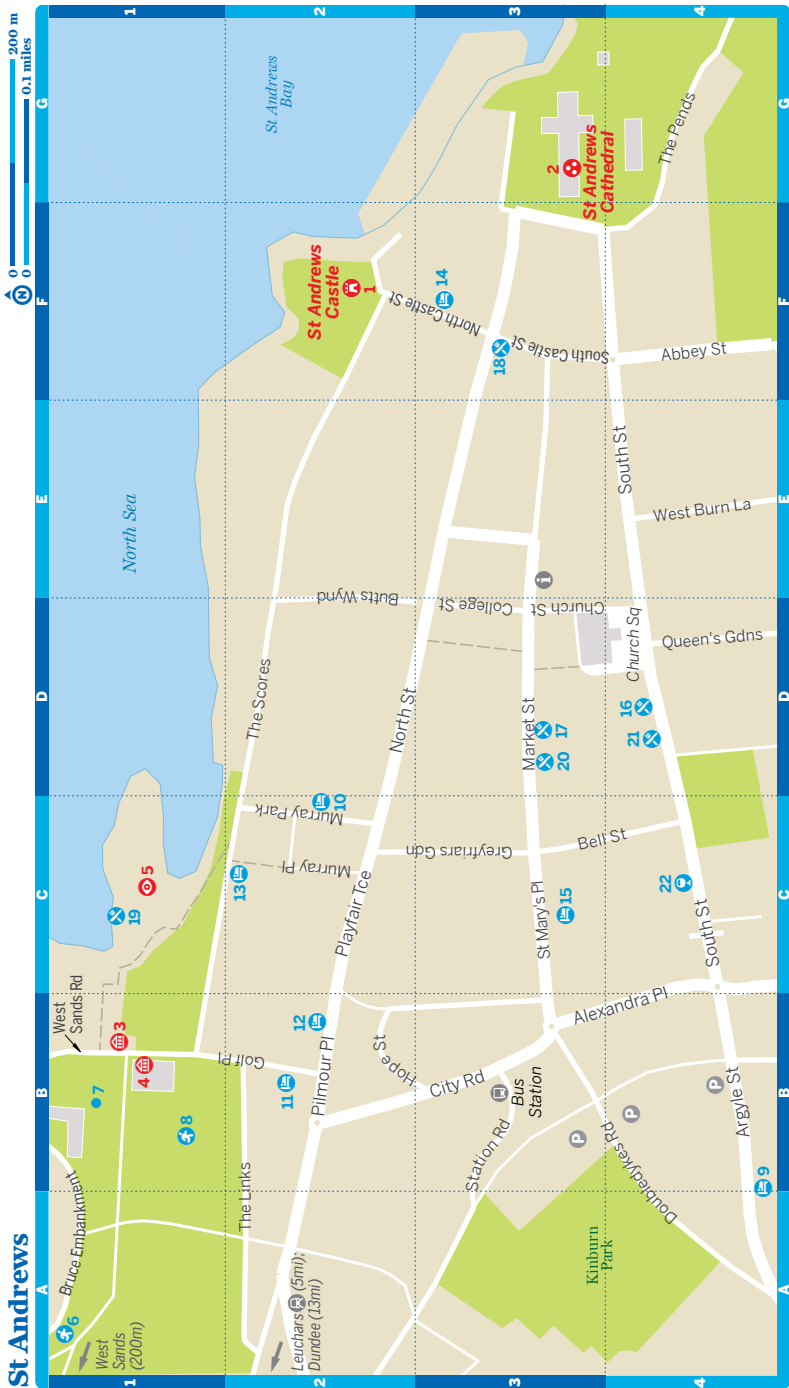 St Andrews
0
200 m
0
0.1 miles
N
A
B
C
D
E
F
G
1
2
3
4
North Sea
St Andrews
Bay
Bruce Embankment
West
Sands Rd
West
Sands
(200m)
6
7
8
3
4
19
5
The Links
Golf Pl
The Scores
Leuchars (5mi);
Dundee (13mi)
11
12
13
10
Pilmour Pl
Playfair Tce
Murray Pl
Murray Park
North St
Butts Wynd
St Andrews
Castle
1
North Castle St
14
Hope St
City Rd
Station Rd
Bus
Station
St Mary's Pl
15
Greyfriars Gdn
Market St
20
17
College St
Church St
i
18
South Castle St
2
St Andrews
Cathedral
Kinburn
Park
P
P
P
Doubledykes Rd
Alexandra Pl
Bell St
22
21
16
Church Sq
South St
South St
Queen's Gdns
West Burn La
Abbey St
The Pends
Argyle St
9
A
B
C
D
E
F
G
1
2
3
4